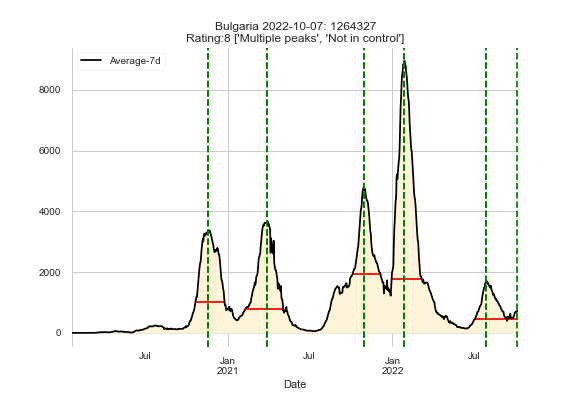 Bulgaria 2022-10-07: 1264327
Rating:8 ['Multiple peaks', 'Not in control']
Average-7d
8000
6000
4000
2000
0
Jul
Jan
2021
Jul
Jan
2022
Jul
Date